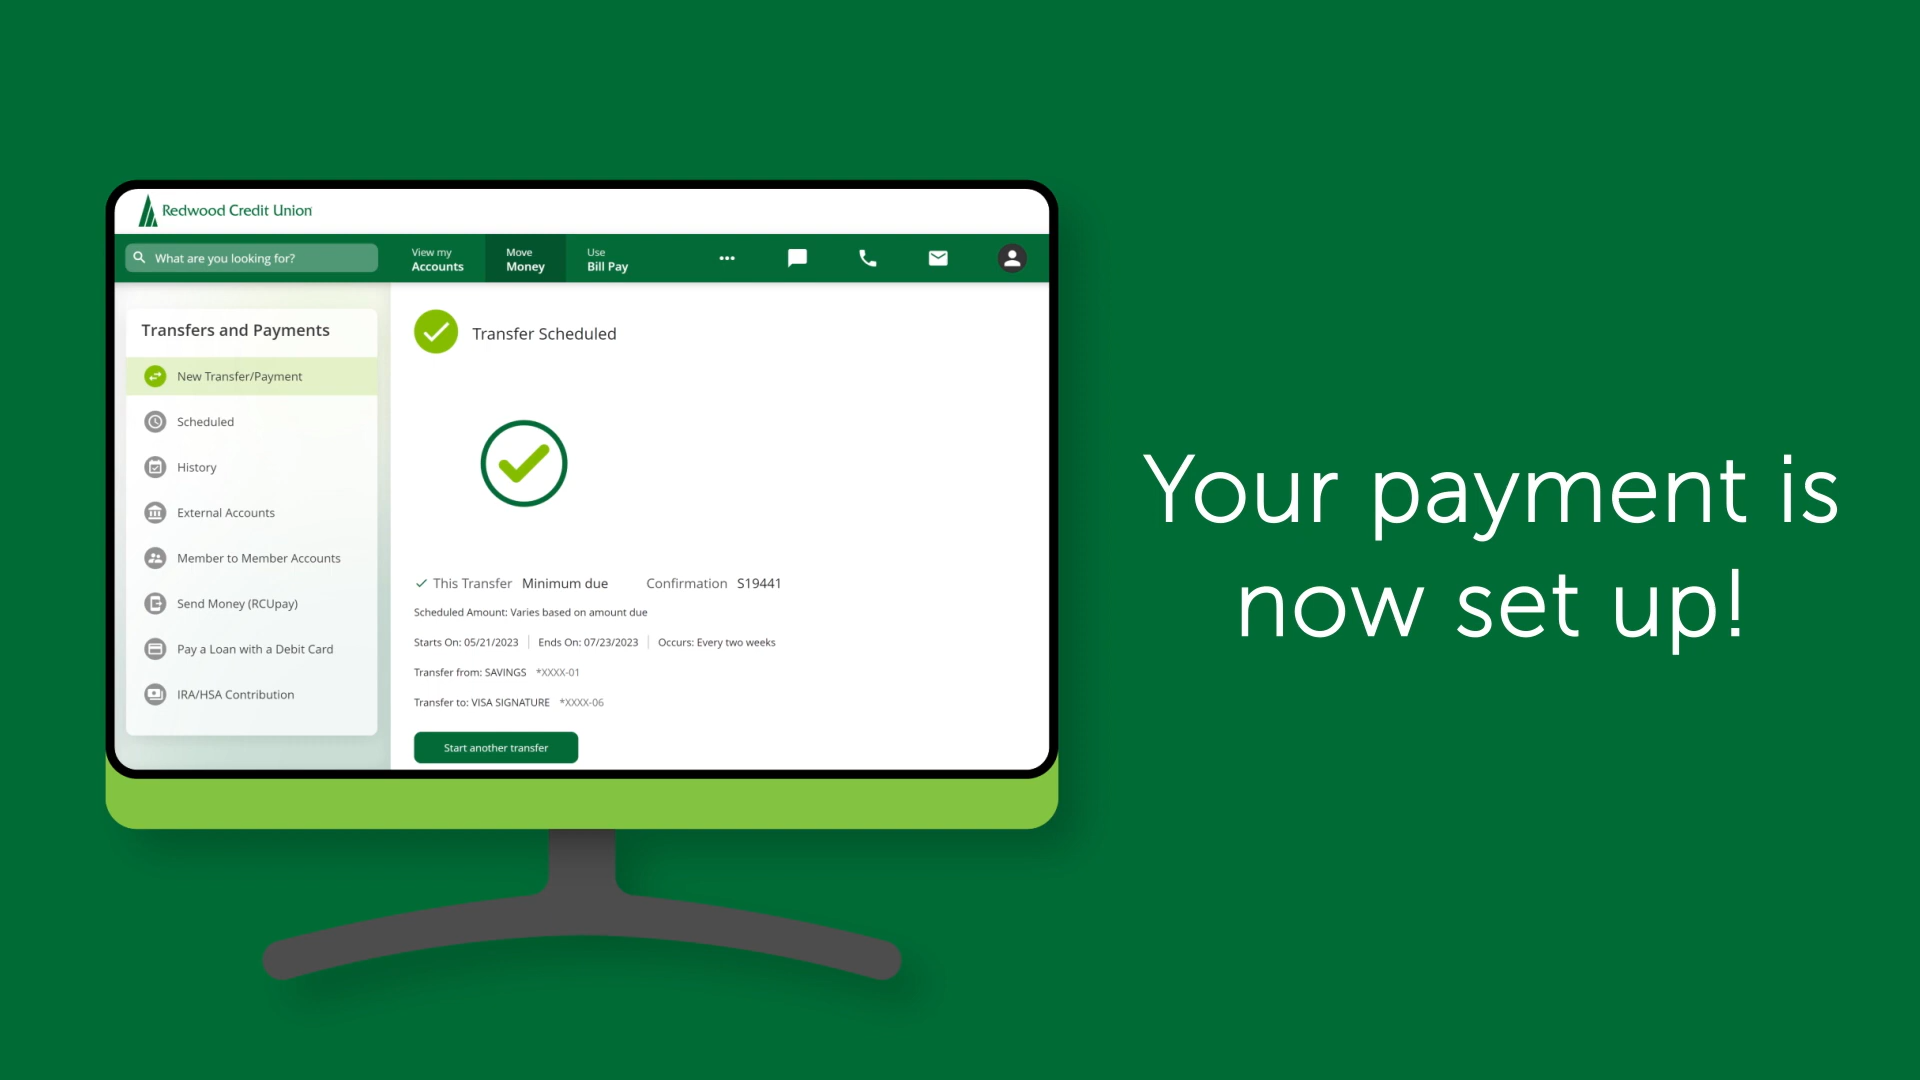 Redwood Credit Union
What are you looking for?
View my
Accounts
Move
Money
Use
Bill Pay
Transfers and Payments
New Transfer/Payment
Scheduled
History
External Accounts
Member to Member Accounts
Send Money (RCUpay)
Pay a Loan with a Debit Card
IRA/HSA Contribution
Transfer Scheduled
This Transfer Minimum due Confirmation S19441
Scheduled Amount: Varies based on amount due
Starts On: 05/21/2023 Ends On: 07/23/2023 Occurs: Every two weeks
Transfer from: SAVINGS *XXXX-01
Transfer to: VISA SIGNATURE *XXXX-06
Start another transfer
Your payment is
now set up!